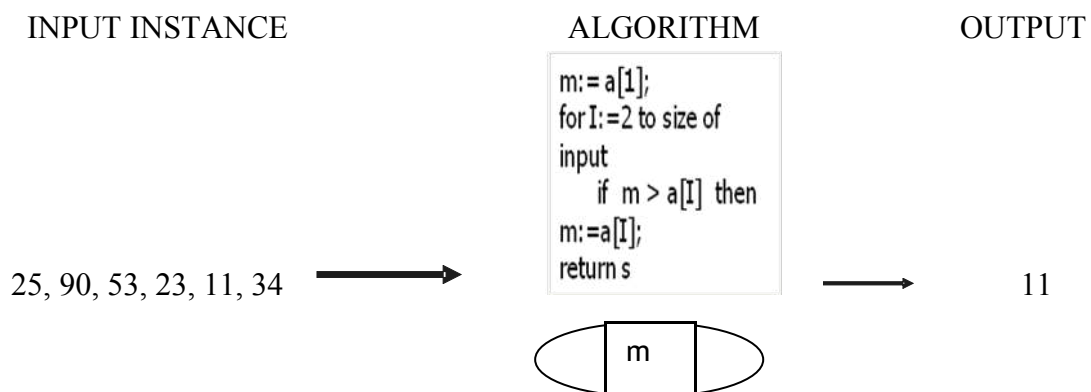 INPUT INSTANCE ALGORITHM OUTPUT
m:= a[1];
for I:=2 to size of
input
if m > a[I] then
m:=a[I];
return s
25, 90, 53, 23, 11, 34
11
m